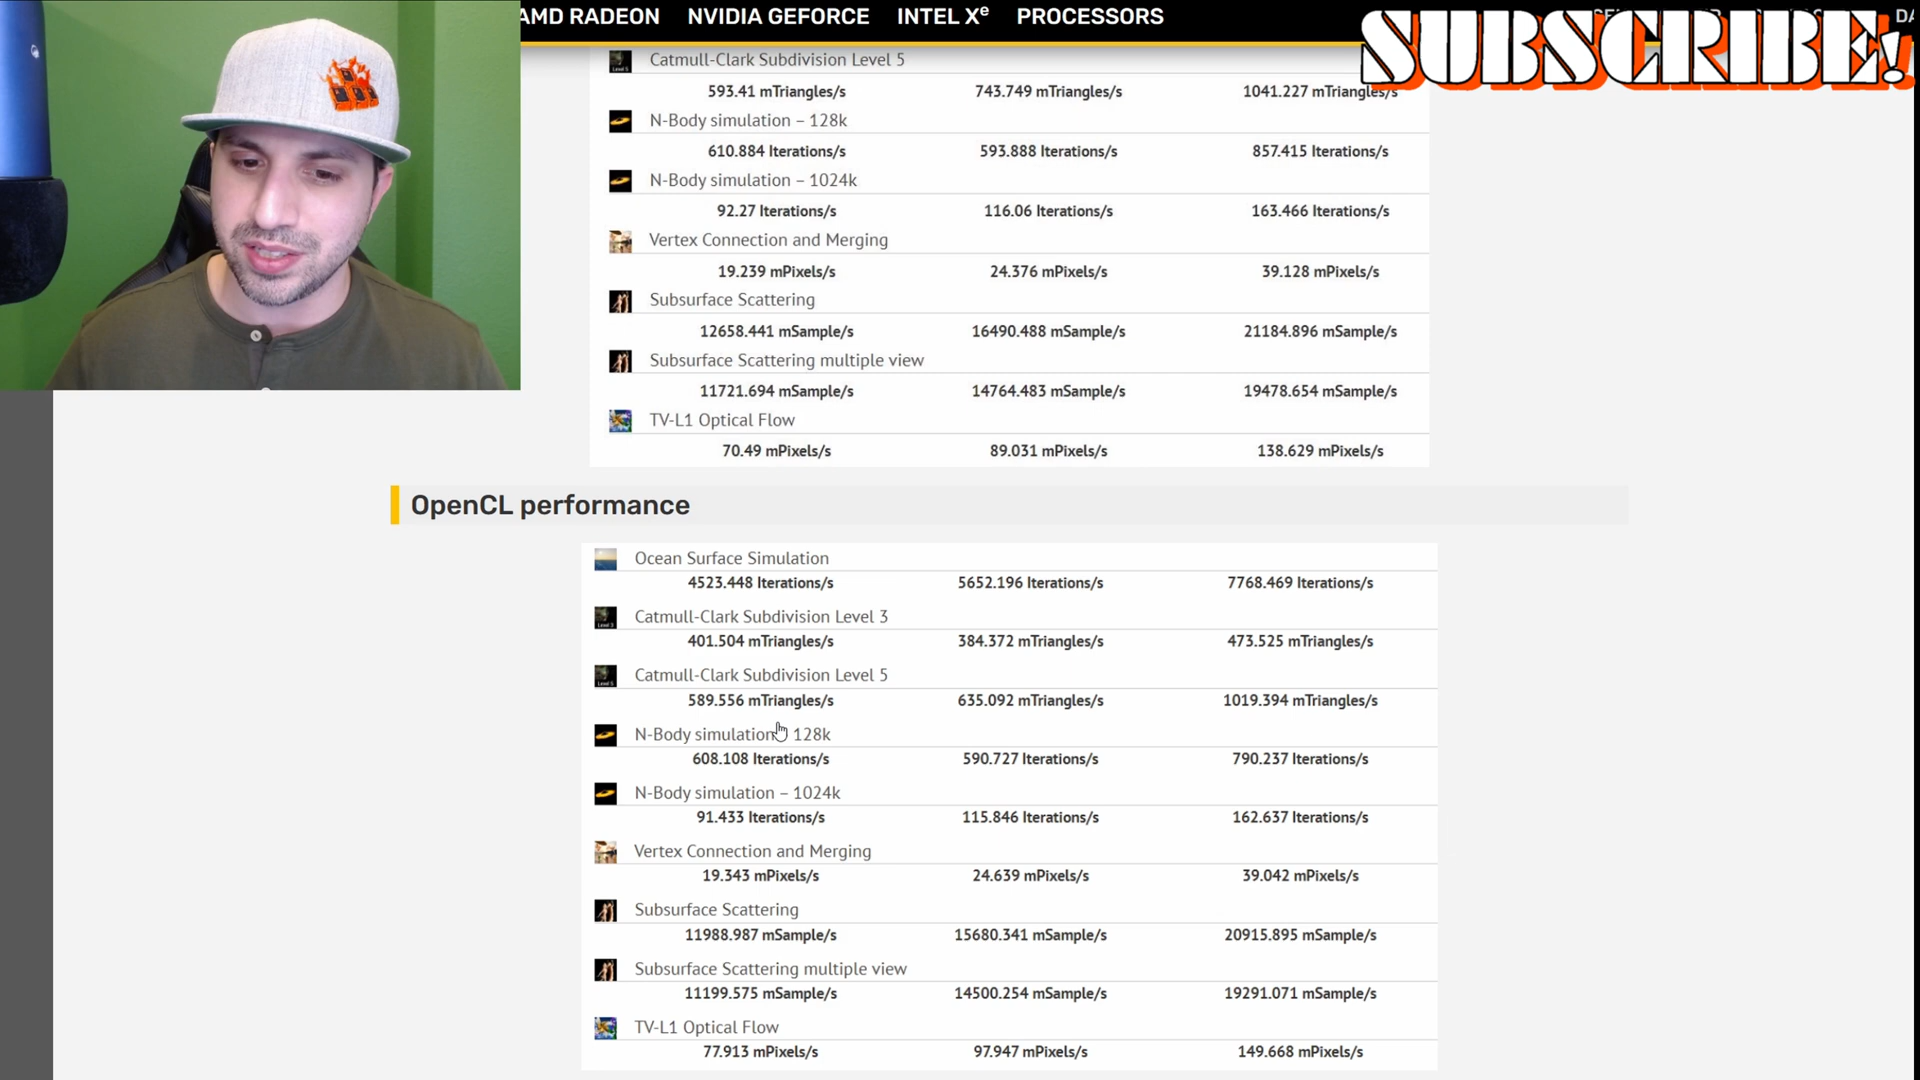 AMD RADEON NVIDIA GEFORCE INTEL Xe PROCESSORS
SUBSCRIBE!
Catmull-Clark Subdivision Level 5
593.41 mTriangles/s 743.749 mTriangles/s 1041.227 mTriangles/s
N-Body simulation – 128k
610.884 Iterations/s 593.888 Iterations/s 857.415 Iterations/s
N-Body simulation – 1024k
92.27 Iterations/s 116.06 Iterations/s 163.466 Iterations/s
Vertex Connection and Merging
19.239 mPixels/s 24.376 mPixels/s 39.128 mPixels/s
Subsurface Scattering
12658.441 mSample/s 16490.488 mSample/s 21184.896 mSample/s
Subsurface Scattering multiple view
11721.694 mSample/s 14764.483 mSample/s 19478.654 mSample/s
TV-L1 Optical Flow
70.49 mPixels/s 89.031 mPixels/s 138.629 mPixels/s
OpenCL performance
Ocean Surface Simulation
4523.448 Iterations/s 5652.196 Iterations/s 7768.469 Iterations/s
Catmull-Clark Subdivision Level 3
401.504 mTriangles/s 384.372 mTriangles/s 473.525 mTriangles/s
Catmull-Clark Subdivision Level 5
589.556 mTriangles/s 635.092 mTriangles/s 1019.394 mTriangles/s
N-Body simulation 128k
608.108 Iterations/s 590.727 Iterations/s 790.237 Iterations/s
N-Body simulation – 1024k
91.433 Iterations/s 115.846 Iterations/s 162.637 Iterations/s
Vertex Connection and Merging
19.343 mPixels/s 24.639 mPixels/s 39.042 mPixels/s
Subsurface Scattering
11988.987 mSample/s 15680.341 mSample/s 20915.895 mSample/s
Subsurface Scattering multiple view
11199.575 mSample/s 14500.254 mSample/s 19291.071 mSample/s
TV-L1 Optical Flow
77.913 mPixels/s 97.947 mPixels/s 149.668 mPixels/s